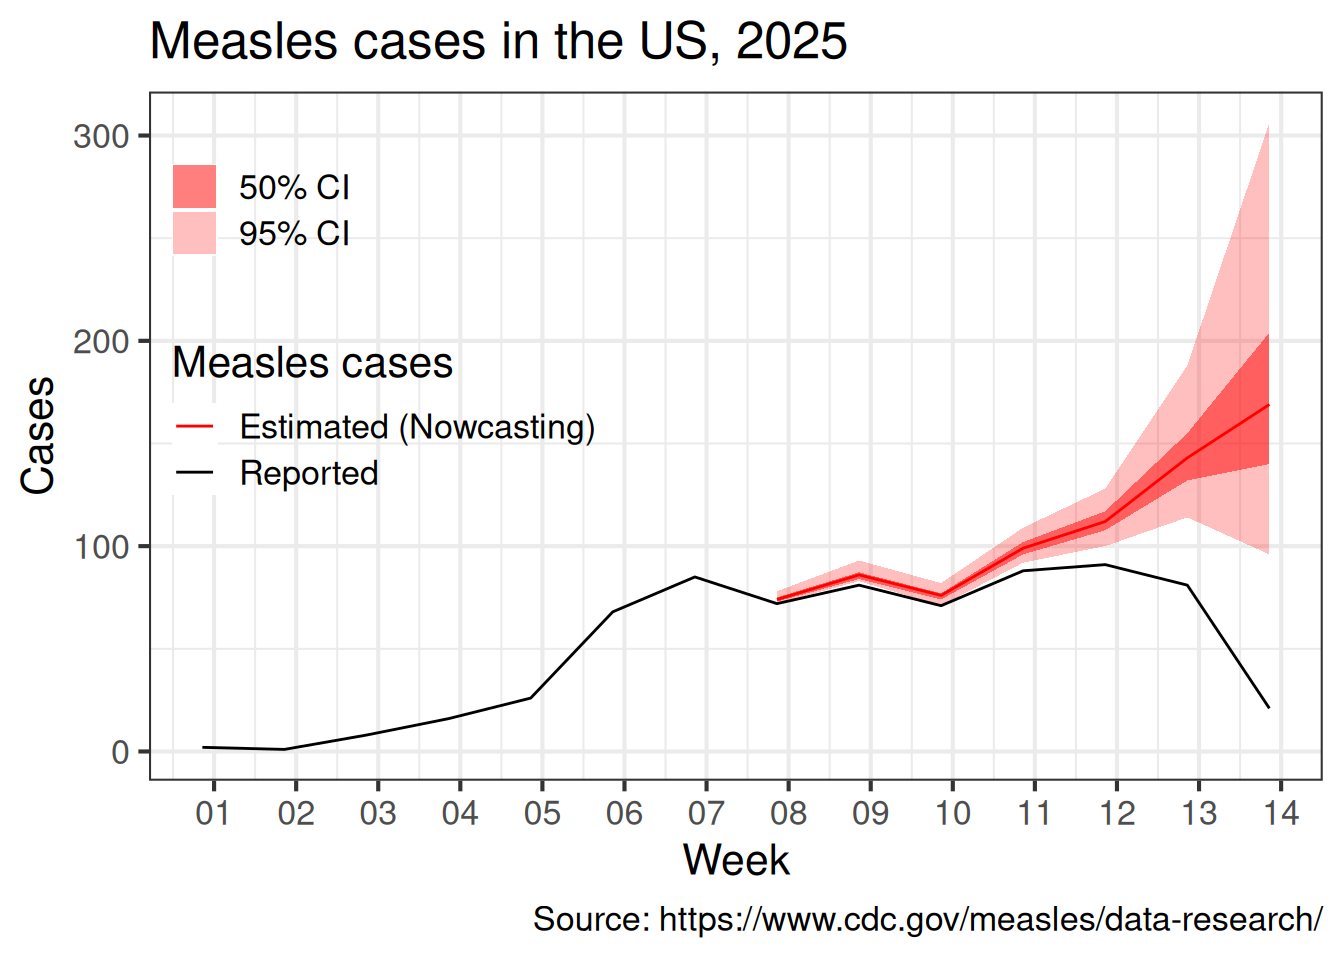 Measles cases in the US, 2025
300
200
100
0
Cases
50% CI
95% CI
Measles cases
Estimated (Nowcasting)
Reported
01 02 03 04 05 06 07 08 09 10 11 12 13 14
Week
Source: https://www.cdc.gov/measles/data-research/